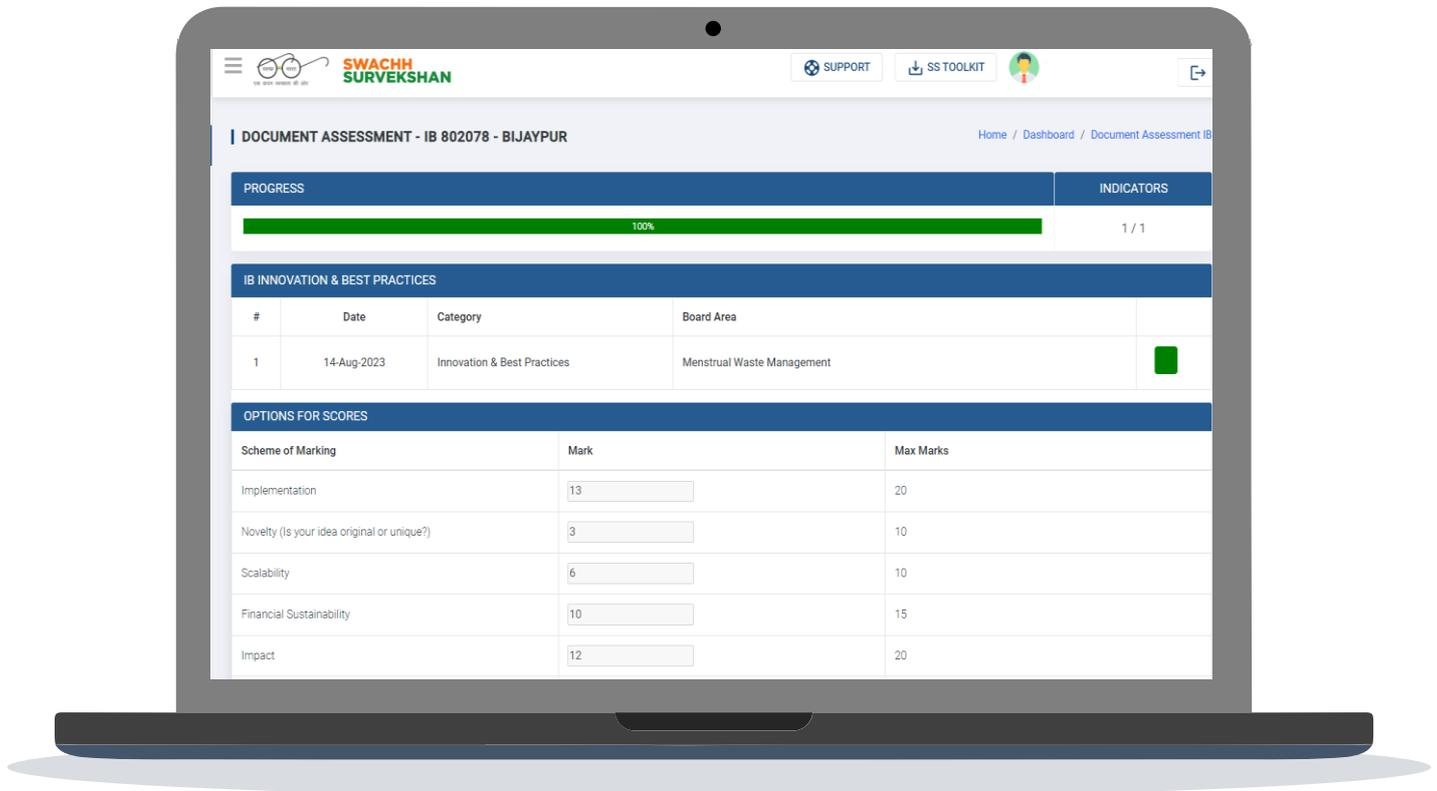 SWACHH
SURVEKSHAN
SUPPORT SS TOOLKIT
DOCUMENT ASSESSMENT - IB 802078 - BIJAYPUR
Home / Dashboard / Document Assessment IB
PROGRESS INDICATORS
100% 1 / 1
IB INNOVATION & BEST PRACTICES
# Date Category Board Area
1 14-Aug-2023 Innovation & Best Practices Menstrual Waste Management
OPTIONS FOR SCORES
Scheme of Marking Mark Max Marks
Implementation 13 20
Novelty (Is your idea original or unique?) 3 10
Scalability 6 10
Financial Sustainability 10 15
Impact 12 20